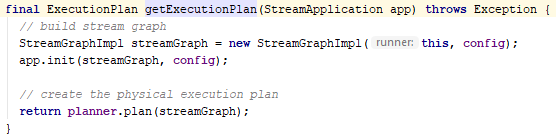 final ExecutionPlan getExecutionPlan(StreamApplication app) throws Exception {
// build stream graph
StreamGraphImpl streamGraph = new StreamGraphImpl( runner: this, config);
app.init(streamGraph, config);
// create the physical execution plan
return planner.plan(streamGraph);
}